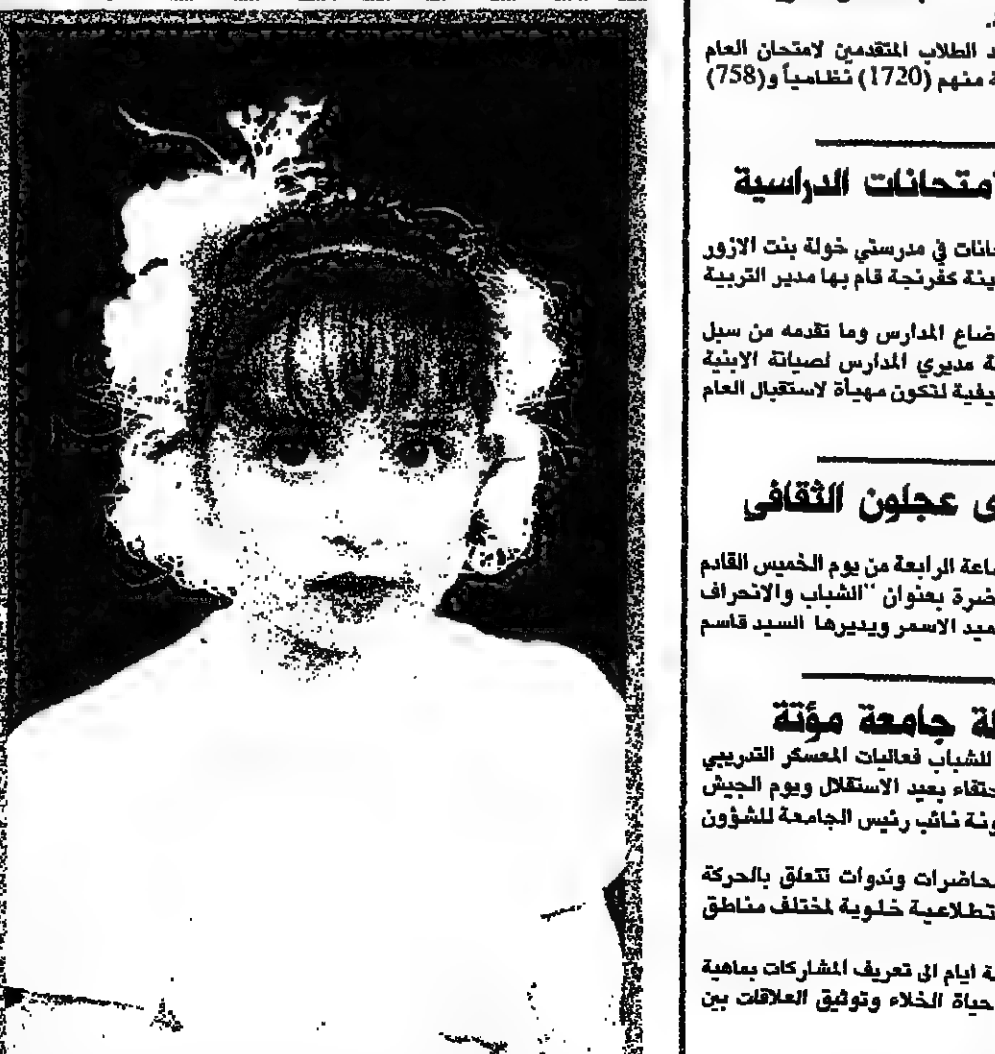 د الطلاب المتقدمين لامتحان العام
ة منهم (1720) نظامياً و(758)
لامتحانات الدراسية
حانات في مدرستي خولة بنت الازور
ينة كفرنجة قام بها مدير التربية
ضاع المدارس وما تقدمه من سبل
ة مديري المدارس لصيانة الابنية
يفية لتكون مهيأة لاستقبال العام
ى عجلون الثقافي
ماعة الرابعة من يوم الخميس القادم
ضرة بعنوان "الشباب والانحراف
ميد الاسمر ويديرها السيد قاسم
لة جامعة مؤتة
للشباب فعاليات المعسكر التدريبي
حتفاء بعيد الاستقلال ويوم الجيش
ونة نائب رئيس الجامعة للشؤون
محاضرات وندوات تتعلق بالحركة
تطلاعية خلوية لمختلف مناطق
ة ايام الى تعريف المشاركات بماهية
حياة الخلاء وتوثيق العلاقات بين